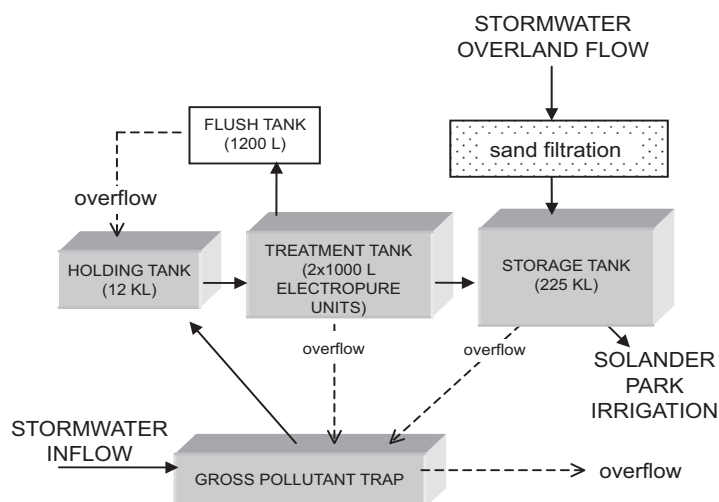 STORMWATER
OVERLAND FLOW
FLUSH TANK
(1200 L)
sand filtration
overflow
HOLDING TANK
(12 KL)
TREATMENT TANK
(2x1000 L
ELECTROPURE
UNITS)
STORAGE TANK
(225 KL)
overflow
overflow
SOLANDER
PARK
IRRIGATION
STORMWATER
INFLOW
GROSS POLLUTANT TRAP
overflow